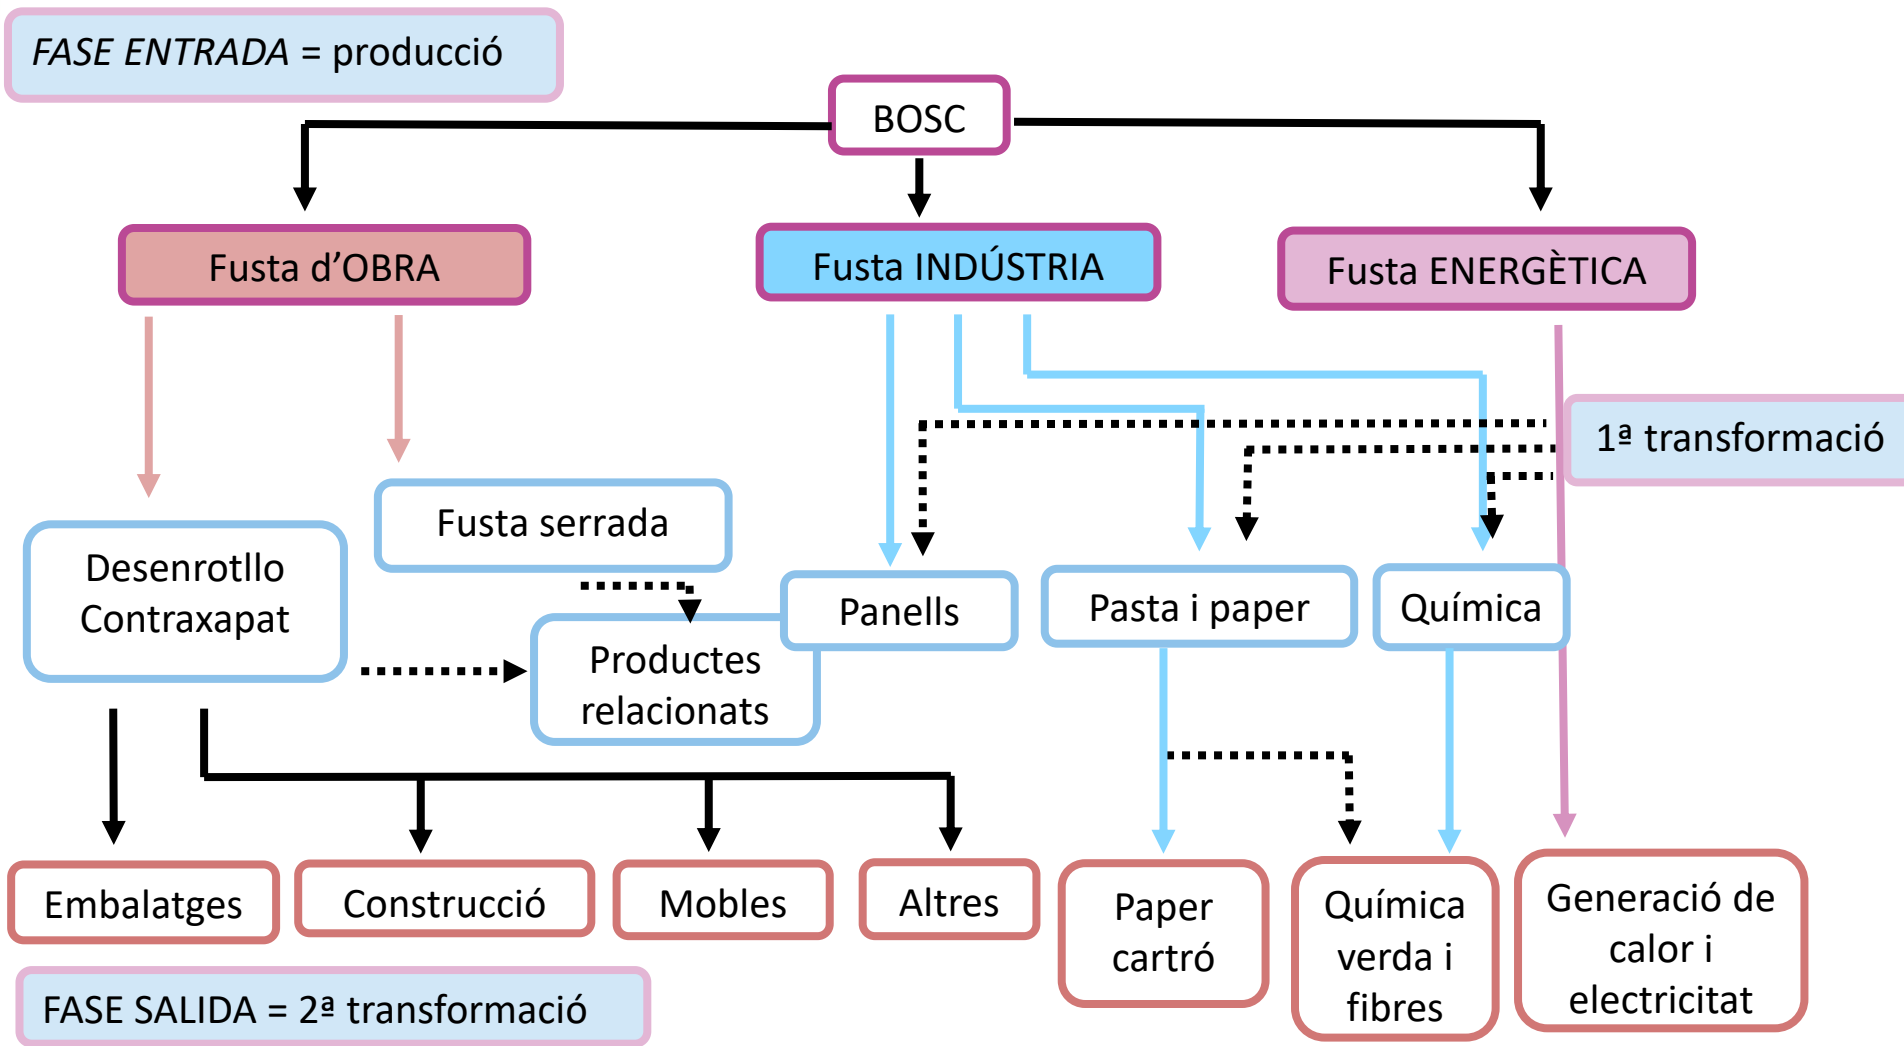 FASE ENTRADA = producció
BOSC
Fusta d’OBRA
Fusta INDÚSTRIA
Fusta ENERGÈTICA
1ª transformació
Fusta serrada
Desenrotllo
Contraxapat
Panells
Pasta i paper
Química
Productes
relacionats
Embalatges
Construcció
Mobles
Altres
Paper
cartró
Química
verda i
fibres
Generació de
calor i
electricitat
FASE SALIDA = 2ª transformació